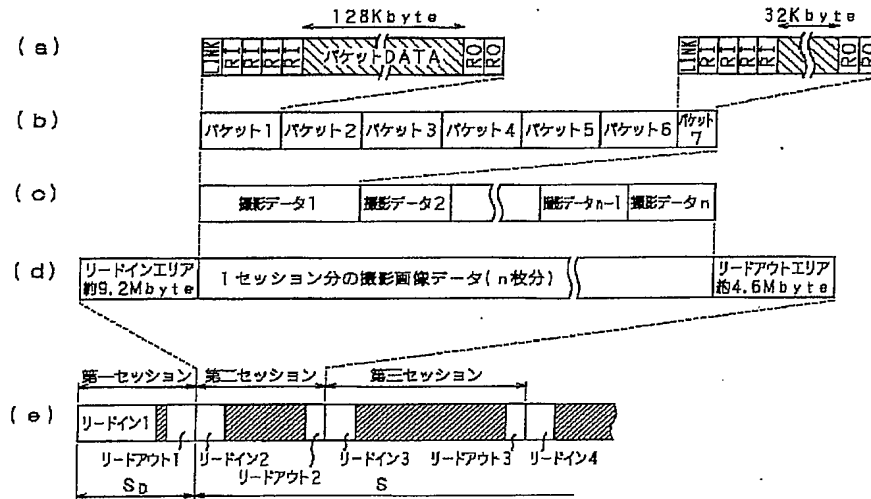 128Kbyte
32Kbyte
(a)
LINK RI RI RI RI パケットDATA RO RO
LINK RI RI RI RI RO RO
(b)
パケット1 パケット2 パケット3 パケット4 パケット5 パケット6 パケット7
(c)
撮影データ1 撮影データ2 撮影データn-1 撮影データn
(d)
リードインエリア
約9.2Mbyte
1セッション分の撮影画像データ(n枚分)
リードアウトエリア
約4.6Mbyte
第一セッション 第二セッション 第三セッション
(e)
リードイン1
リードアウト1 リードイン2 リードイン3 リードアウト3 リードイン4
リードアウト2
SD S